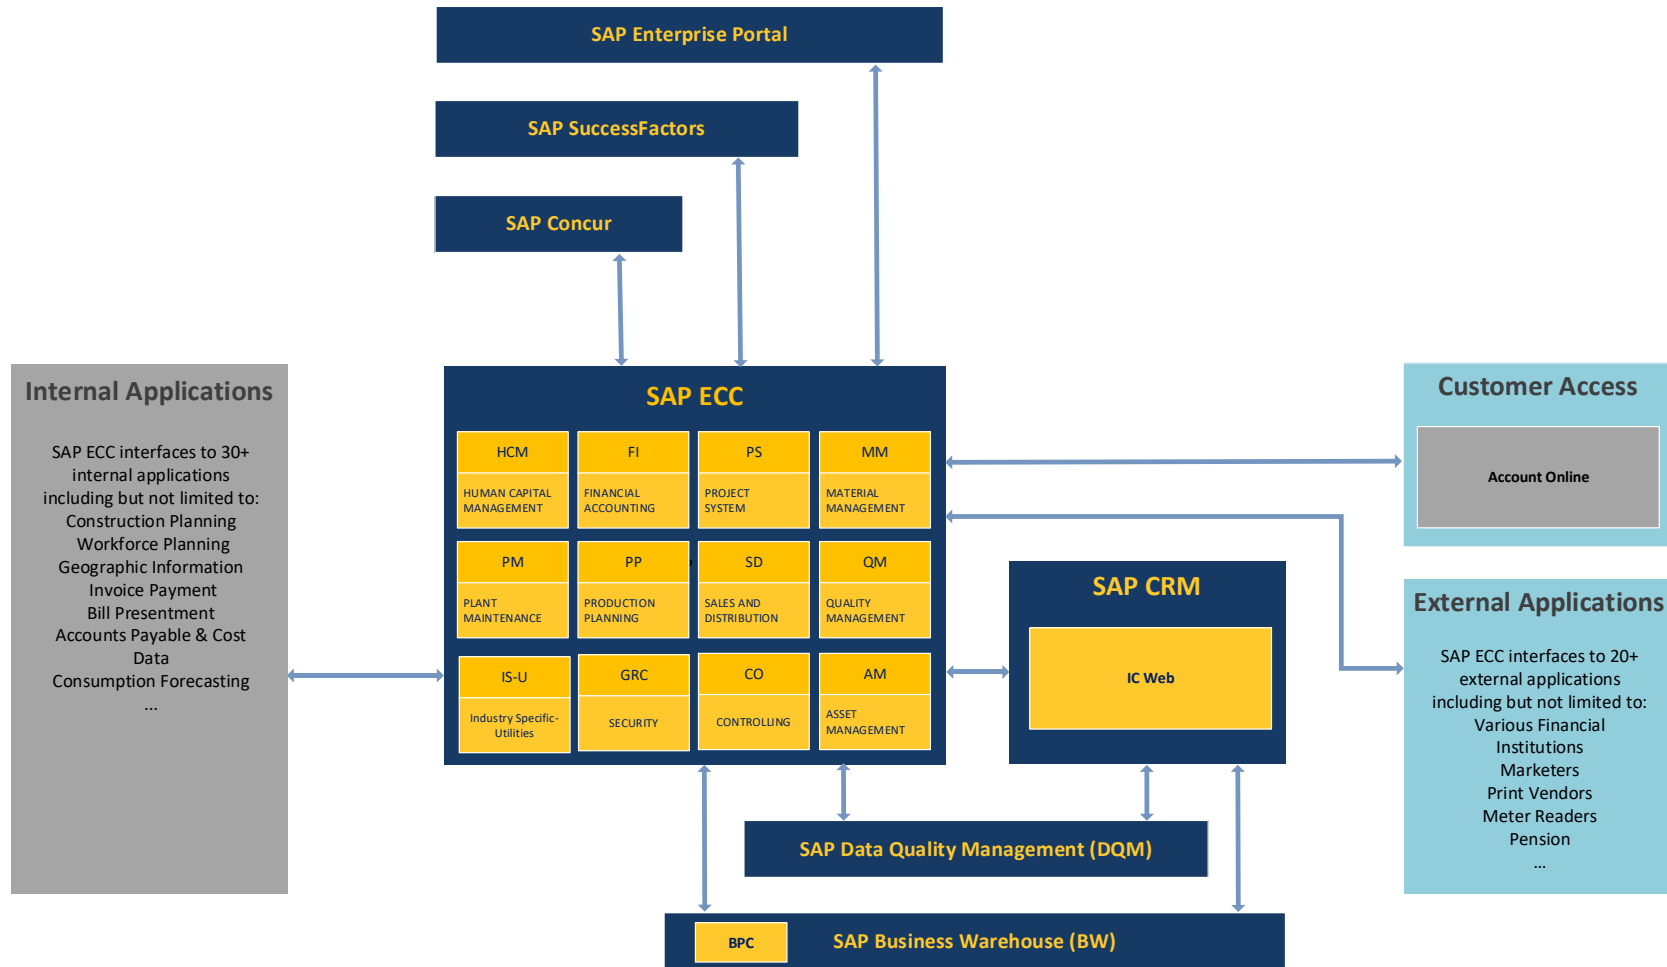 SAP Enterprise Portal
SAP SuccessFactors
SAP Concur
Internal Applications
SAP ECC interfaces to 30+
internal applications
including but not limited to:
Construction Planning
Workforce Planning
Geographic Information
Invoice Payment
Bill Presentment
Accounts Payable & Cost
Data
Consumption Forecasting
...
SAP ECC
HCM
HUMAN CAPITAL
MANAGEMENT
FI
FINANCIAL
ACCOUNTING
PS
PROJECT
SYSTEM
MM
MATERIAL
MANAGEMENT
PM
PLANT
MAINTENANCE
PP
PRODUCTION
PLANNING
SD
SALES AND
DISTRIBUTION
QM
QUALITY
MANAGEMENT
IS-U
Industry Specific-
Utilities
GRC
SECURITY
CO
CONTROLLING
AM
ASSET
MANAGEMENT
SAP CRM
IC Web
Customer Access
Account Online
External Applications
SAP ECC interfaces to 20+
external applications
including but not limited to:
Various Financial
Institutions
Marketers
Print Vendors
Meter Readers
Pension
...
SAP Data Quality Management (DQM)
BPC
SAP Business Warehouse (BW)